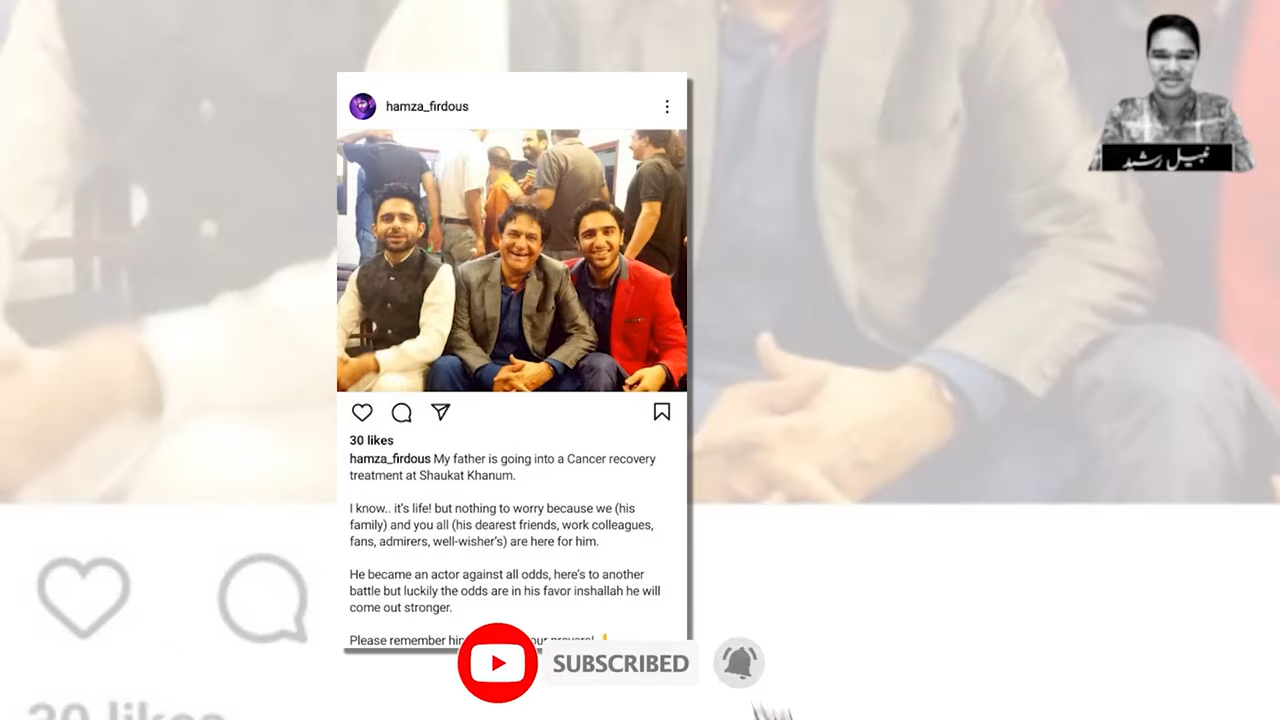 hamza_firdous
نبیل رشید
30 likes
hamza_firdous My father is going into a Cancer recovery
treatment at Shaukat Khanum.
I know.. it's life! but nothing to worry because we (his
family) and you all (his dearest friends, work colleagues,
fans, admirers, well-wisher's) are here for him.
He became an actor against all odds, here's to another
battle but luckily the odds are in his favor inshallah he will
come out stronger.
Please remember
SUBSCRIBED
30 likes